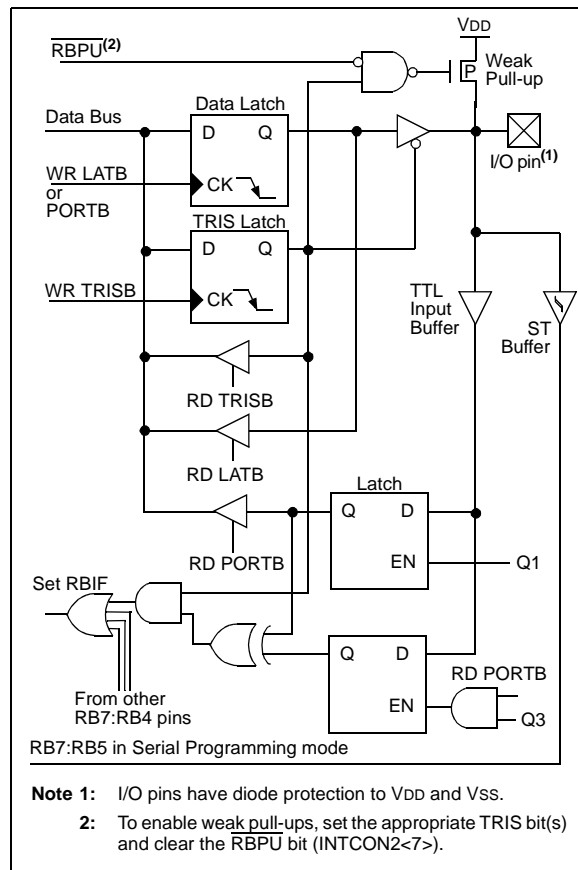 VDD
RBPU(2)
P
Weak
Pull-up
Data Bus
Data Latch
D Q
I/O pin(1)
WR LATB
or
PORTB
CK
TRIS Latch
D Q
WR TRISB
CK
TTL
Input
Buffer
ST
Buffer
RD TRISB
RD LATB
Latch
Q D
RD PORTB
EN
Q1
Set RBIF
Q D
RD PORTB
EN
Q3
From other
RB7:RB4 pins
RB7:RB5 in Serial Programming mode
Note 1: I/O pins have diode protection to VDD and VSS.
2: To enable weak pull-ups, set the appropriate TRIS bit(s)
and clear the RBPU bit (INTCON2<7>).